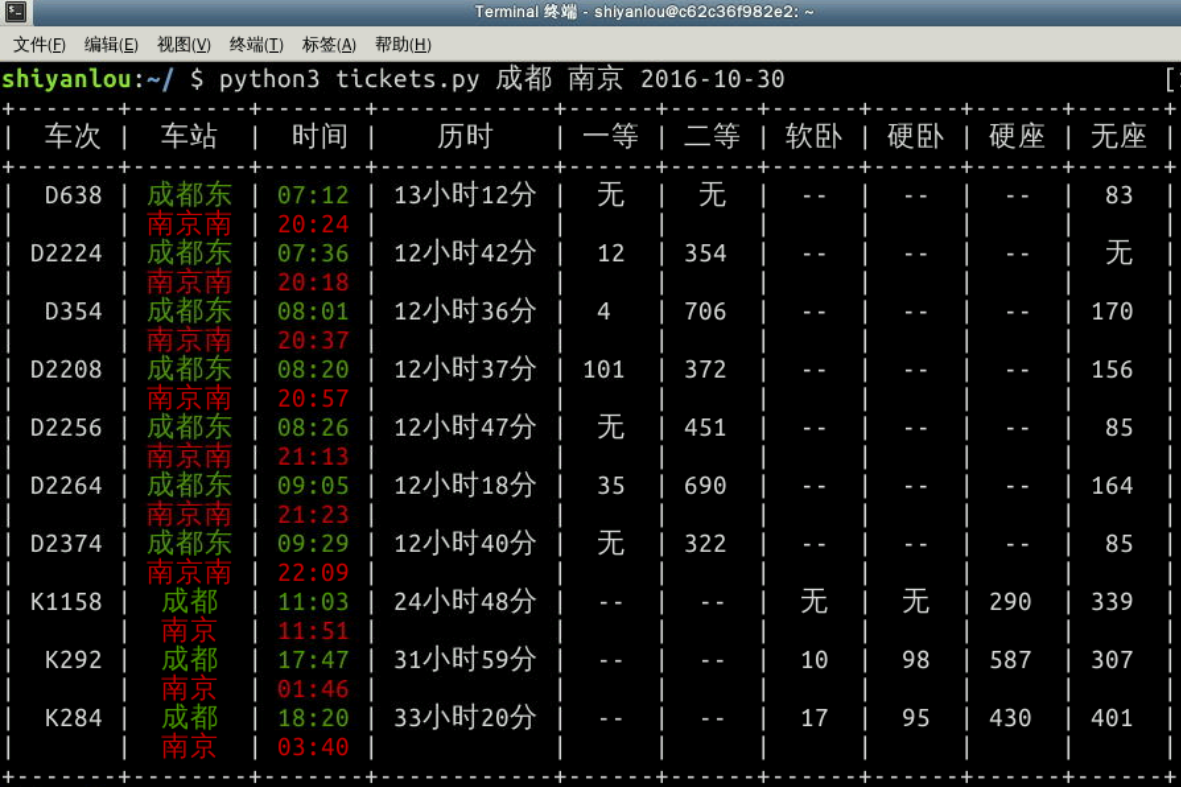 Terminal 终端 - shiyanlou@c62c36f982e2: ~
文件(F) 编辑(E) 视图(V) 终端(T) 标签(A) 帮助(H)
shiyanlou:~/ $ python3 tickets.py 成都 南京 2016-10-30 [
+-------+--------+-------+------------+------+------+------+------+------+------+
| 车次 | 车站 | 时间 | 历时 | 一等 | 二等 | 软卧 | 硬卧 | 硬座 | 无座 |
+-------+--------+-------+------------+------+------+------+------+------+------+
| D638 | 成都东 | 07:12 | 13小时12分 | 无 | 无 | -- | -- | -- | 83 |
| | 南京南 | 20:24 | | | | | | | |
| D2224 | 成都东 | 07:36 | 12小时42分 | 12 | 354 | -- | -- | -- | 无 |
| | 南京南 | 20:18 | | | | | | | |
| D354 | 成都东 | 08:01 | 12小时36分 | 4 | 706 | -- | -- | -- | 170 |
| | 南京南 | 20:37 | | | | | | | |
| D2208 | 成都东 | 08:20 | 12小时37分 | 101 | 372 | -- | -- | -- | 156 |
| | 南京南 | 20:57 | | | | | | | |
| D2256 | 成都东 | 08:26 | 12小时47分 | 无 | 451 | -- | -- | -- | 85 |
| | 南京南 | 21:13 | | | | | | | |
| D2264 | 成都东 | 09:05 | 12小时18分 | 35 | 690 | -- | -- | -- | 164 |
| | 南京南 | 21:23 | | | | | | | |
| D2374 | 成都东 | 09:29 | 12小时40分 | 无 | 322 | -- | -- | -- | 85 |
| | 南京南 | 22:09 | | | | | | | |
| K1158 | 成都 | 11:03 | 24小时48分 | -- | -- | 无 | 无 | 290 | 339 |
| | 南京 | 11:51 | | | | | | | |
| K292 | 成都 | 17:47 | 31小时59分 | -- | -- | 10 | 98 | 587 | 307 |
| | 南京 | 01:46 | | | | | | | |
| K284 | 成都 | 18:20 | 33小时20分 | -- | -- | 17 | 95 | 430 | 401 |
| | 南京 | 03:40 | | | | | | | |
+-------+--------+-------+------------+------+------+------+------+------+------+